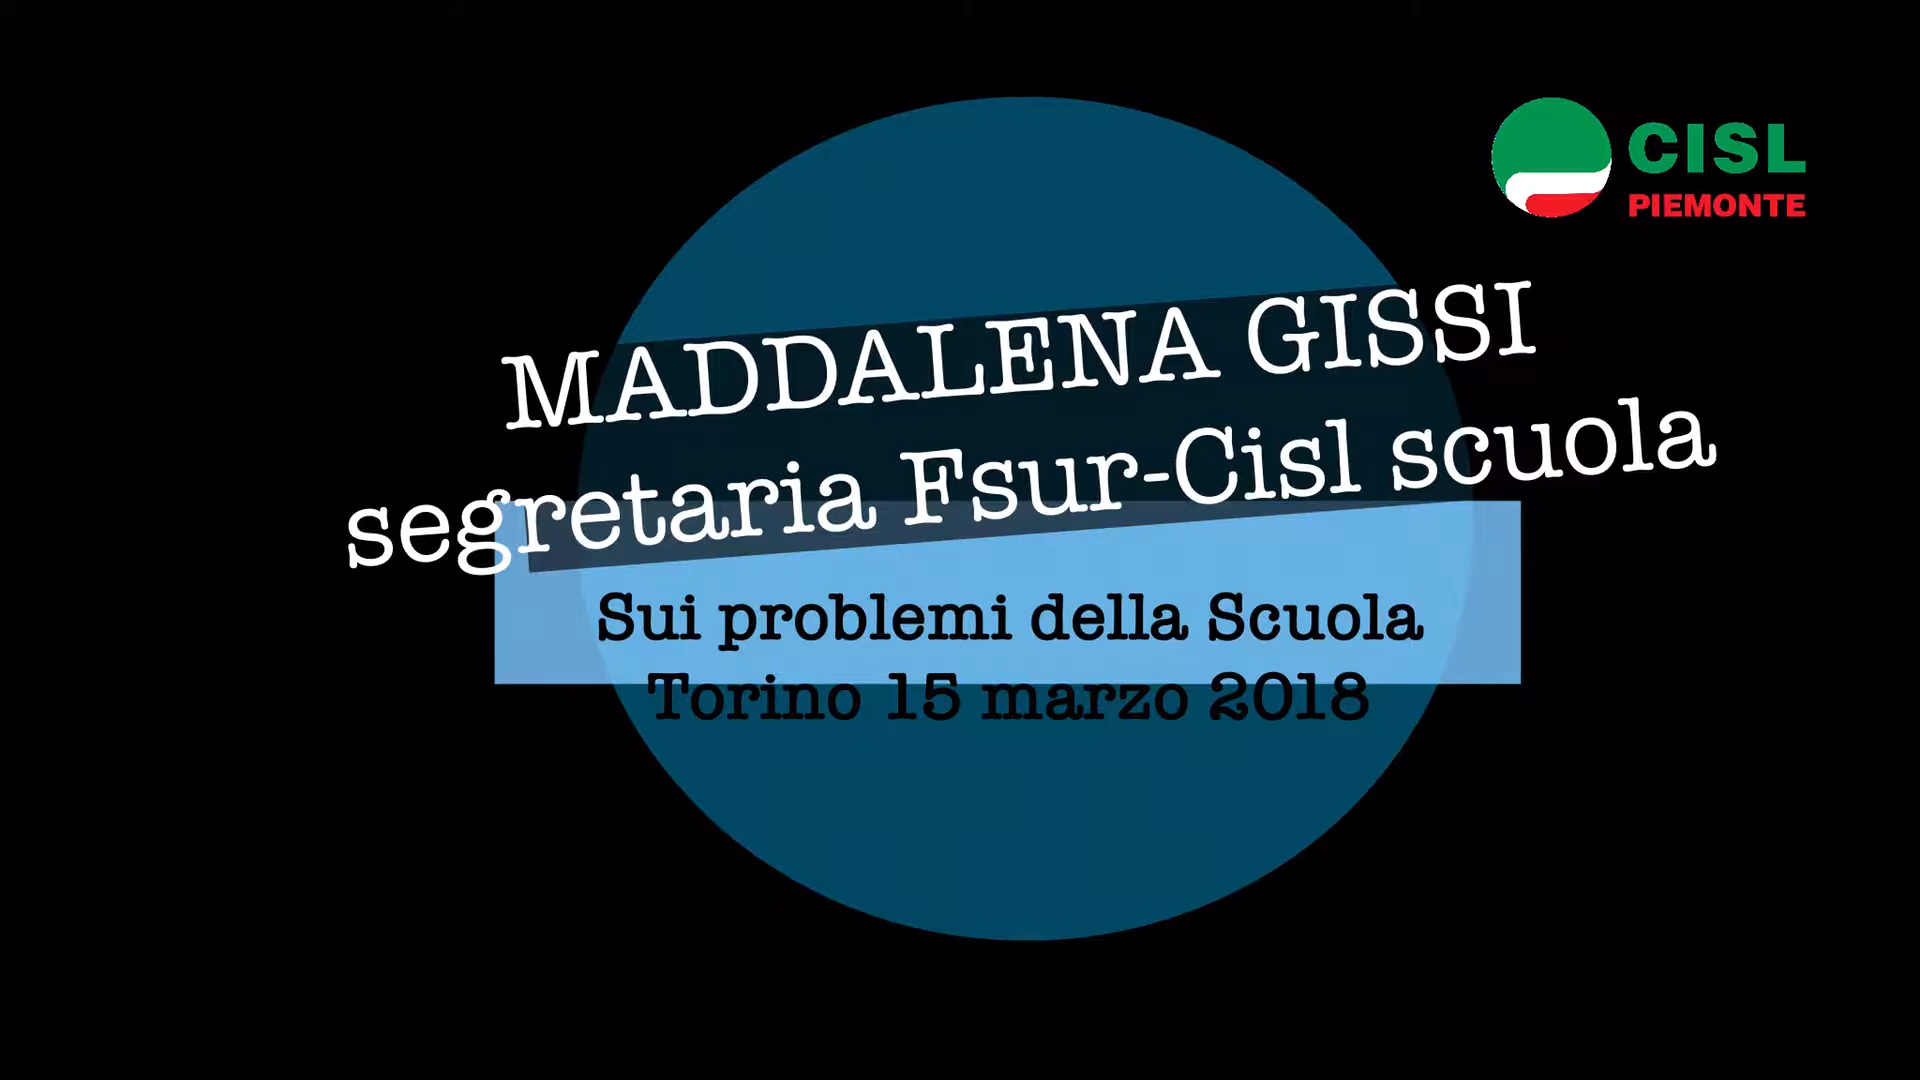 CISL
PIEMONTE
MADDALENA GISSI
segretaria Fsur-Cisl scuola
Sui problemi della Scuola
Torino 15 marzo 2018